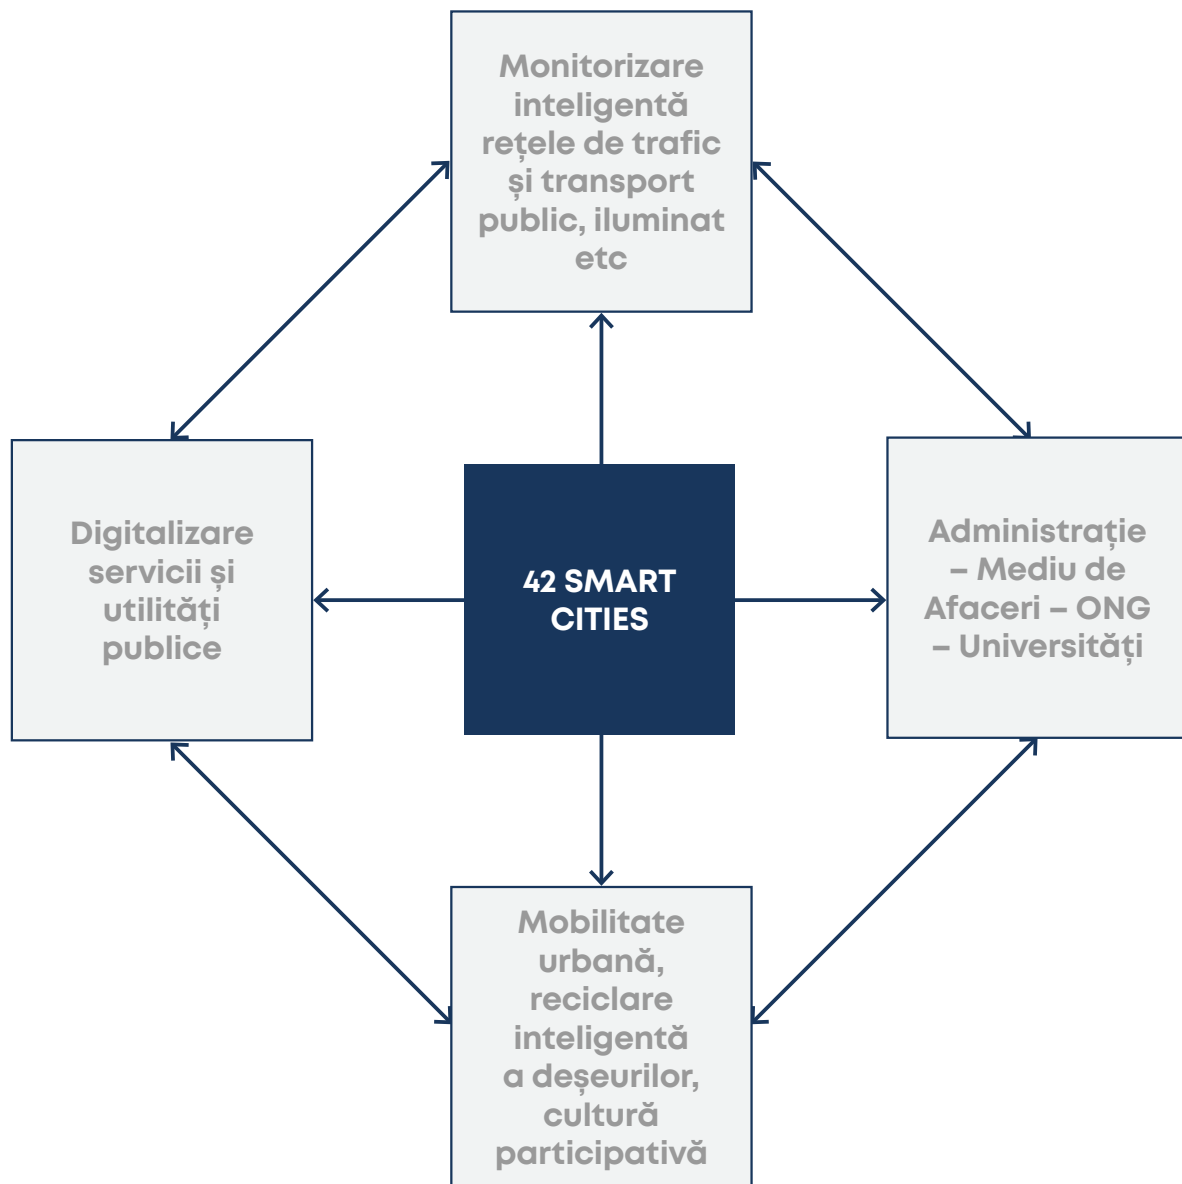 Monitorizare
inteligentă
rețele de trafic
și transport
public, iluminat
etc
Digitalizare
servicii și
utilități
publice
42 SMART
CITIES
Administrație
– Mediu de
Afaceri – ONG
– Universități
Mobilitate
urbană,
reciclare
inteligentă
a deșeurilor,
cultură
participativă